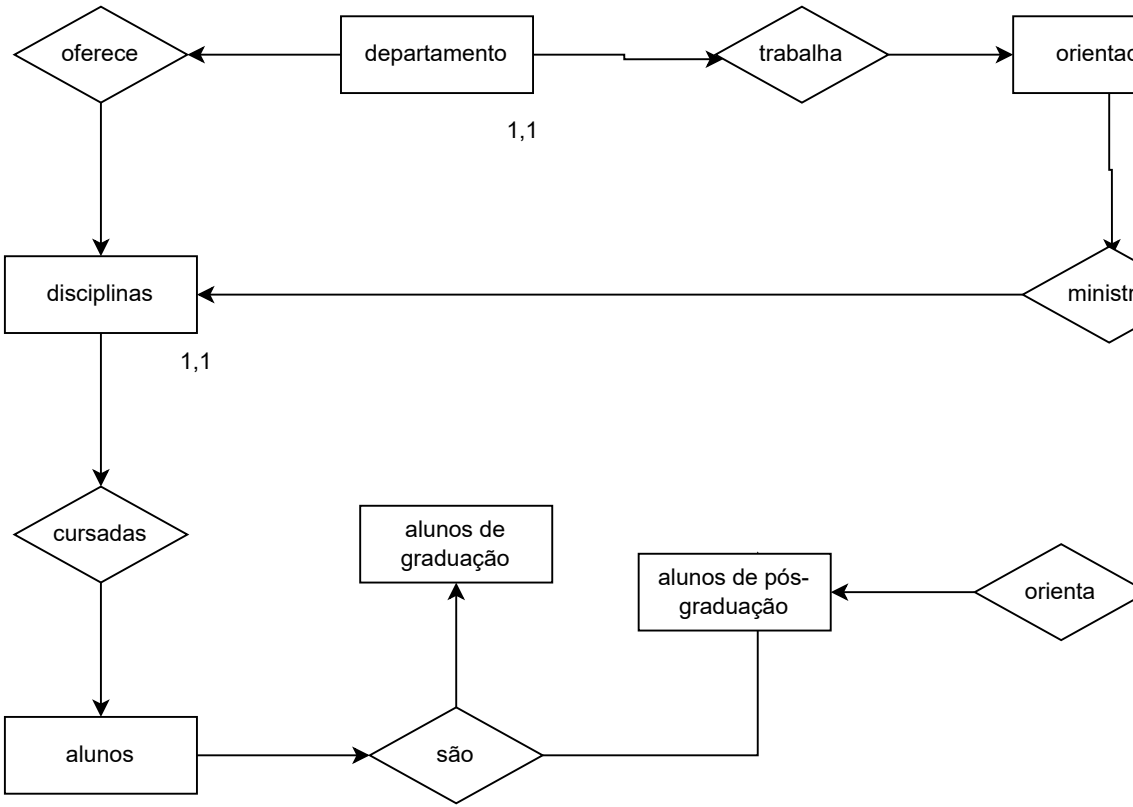 oferece
departamento
trabalha
1,1
disciplinas
1,1
cursadas
alunos de
graduação
alunos de pós-
graduação
orienta
alunos
são